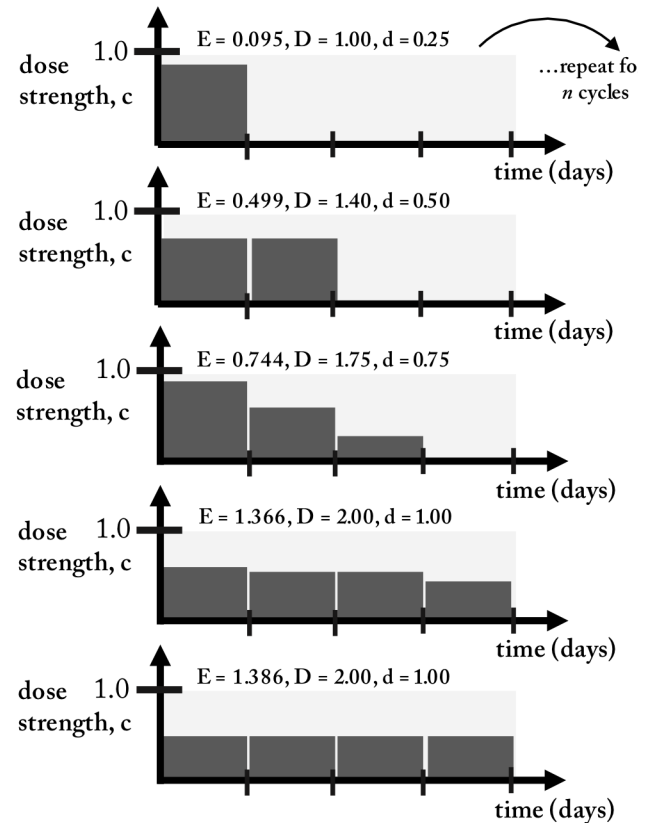 E = 0.095, D = 1.00, d = 0.25
1.0
dose
strength, c
...repeat fo
n cycles
time (days)
E = 0.499, D = 1.40, d = 0.50
1.0
dose
strength, c
time (days)
E = 0.744, D = 1.75, d = 0.75
1.0
dose
strength, c
time (days)
E = 1.366, D = 2.00, d = 1.00
1.0
dose
strength, c
time (days)
E = 1.386, D = 2.00, d = 1.00
1.0
dose
strength, c
time (days)